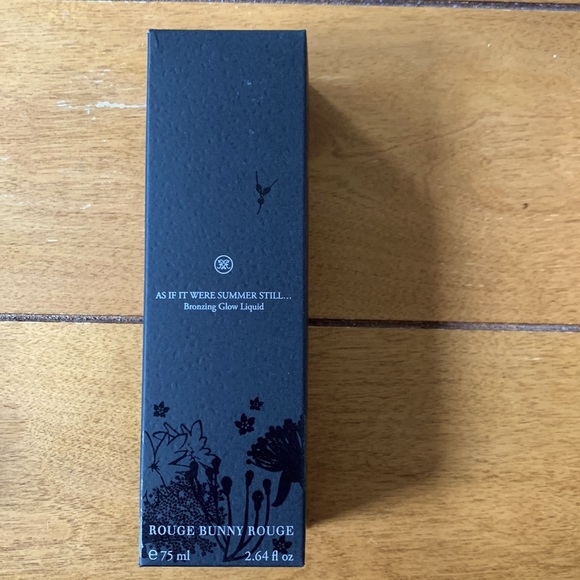 AS IF IT WERE SUMMER STILL...
Bronzing Glow Liquid
ROUGE BUNNY ROUGE
℮ 75 ml 2.64 fl oz